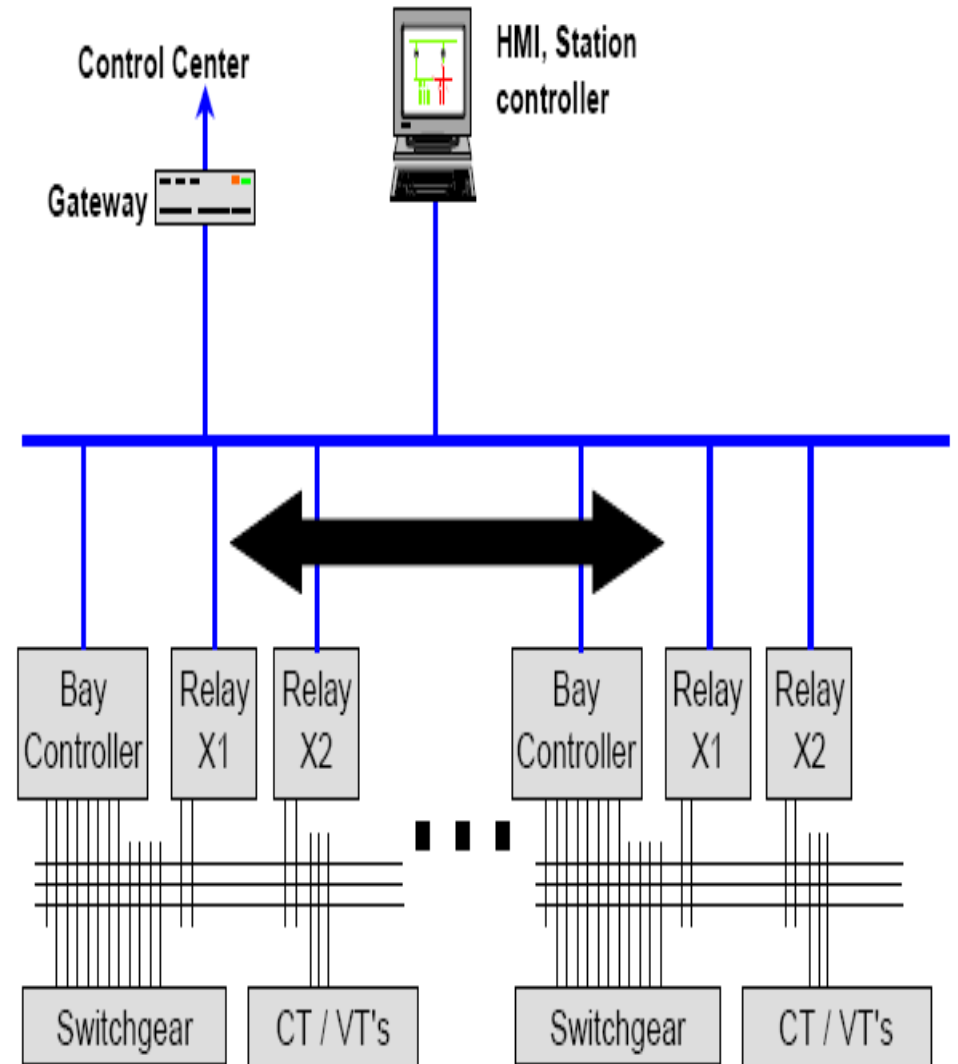 Control Center
HMI, Station
controller
Gateway
Bay
Controller
Relay
X1
Relay
X2
Bay
Controller
Relay
X1
Relay
X2
Switchgear
CT / VT's
Switchgear
CT / VT's